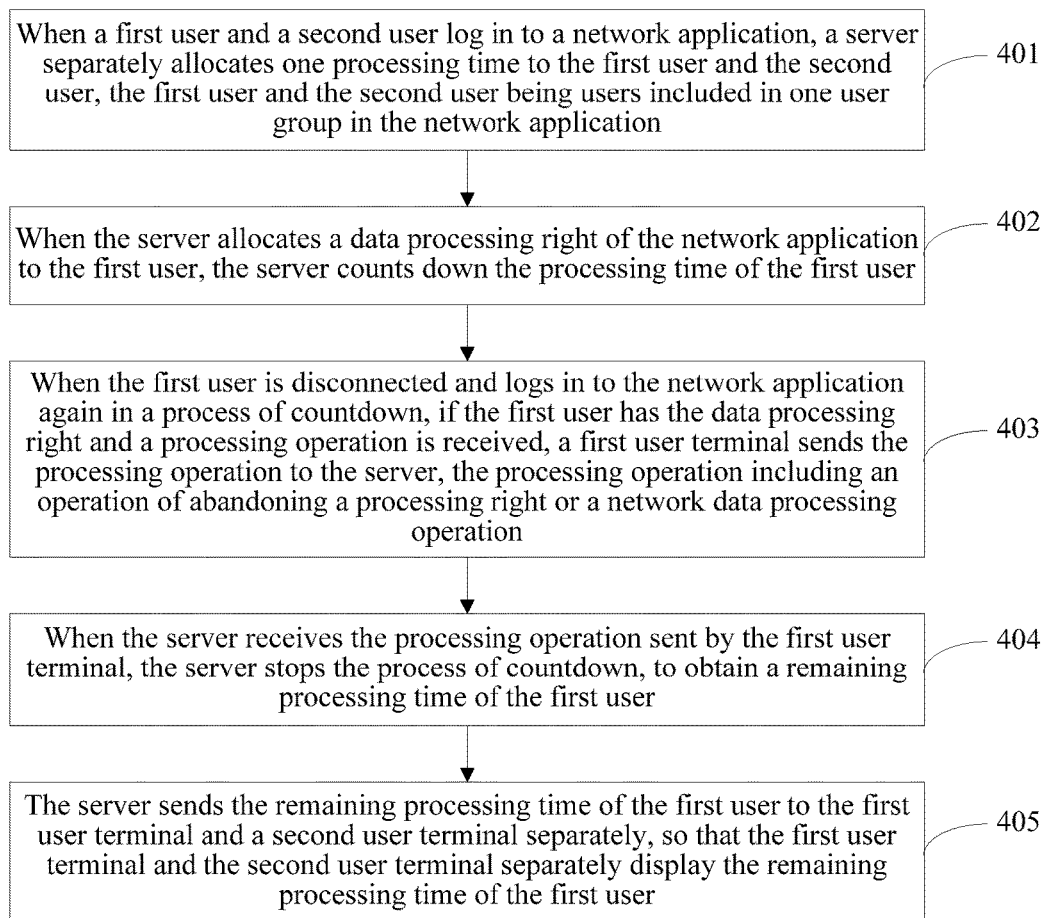 When a first user and a second user log in to a network application, a server
separately allocates one processing time to the first user and the second
user, the first user and the second user being users included in one user
group in the network application
401
When the server allocates a data processing right of the network application
to the first user, the server counts down the processing time of the first user
402
When the first user is disconnected and logs in to the network application
again in a process of countdown, if the first user has the data processing
right and a processing operation is received, a first user terminal sends the
processing operation to the server, the processing operation including an
operation of abandoning a processing right or a network data processing
operation
403
When the server receives the processing operation sent by the first user
terminal, the server stops the process of countdown, to obtain a remaining
processing time of the first user
404
The server sends the remaining processing time of the first user to the first
user terminal and a second user terminal separately, so that the first user
terminal and the second user terminal separately display the remaining
processing time of the first user
405